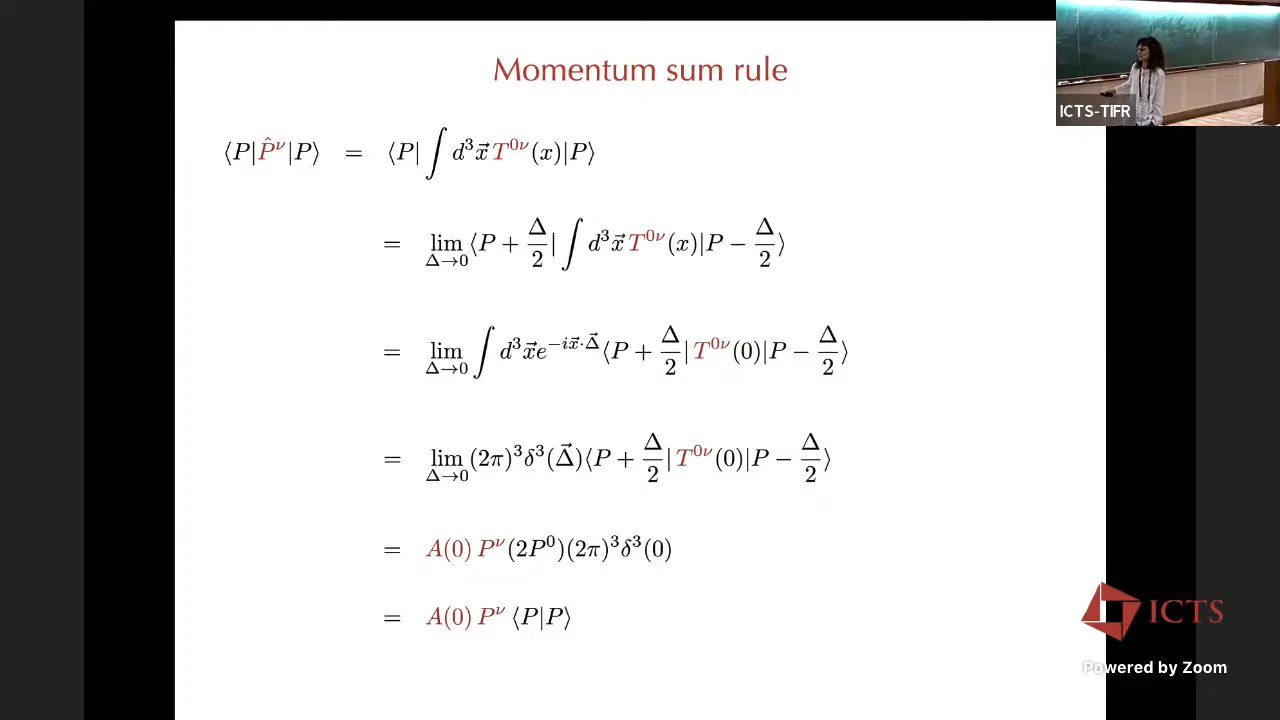 Momentum sum rule
⟨P|P̂^ν|P⟩ = ⟨P| ∫ d³x⃗ T^{0ν}(x)|P⟩
= lim_{Δ→0} ⟨P + Δ/2| ∫ d³x⃗ T^{0ν}(x)|P − Δ/2⟩
= lim_{Δ→0} ∫ d³x⃗ e^{−ix⃗·Δ⃗} ⟨P + Δ/2| T^{0ν}(0)|P − Δ/2⟩
= lim_{Δ→0} (2π)³δ³(Δ⃗)⟨P + Δ/2| T^{0ν}(0)|P − Δ/2⟩
= A(0) P^ν (2P⁰)(2π)³δ³(0)
= A(0) P^ν ⟨P|P⟩
ICTS-TIFR
ICTS
Powered by Zoom